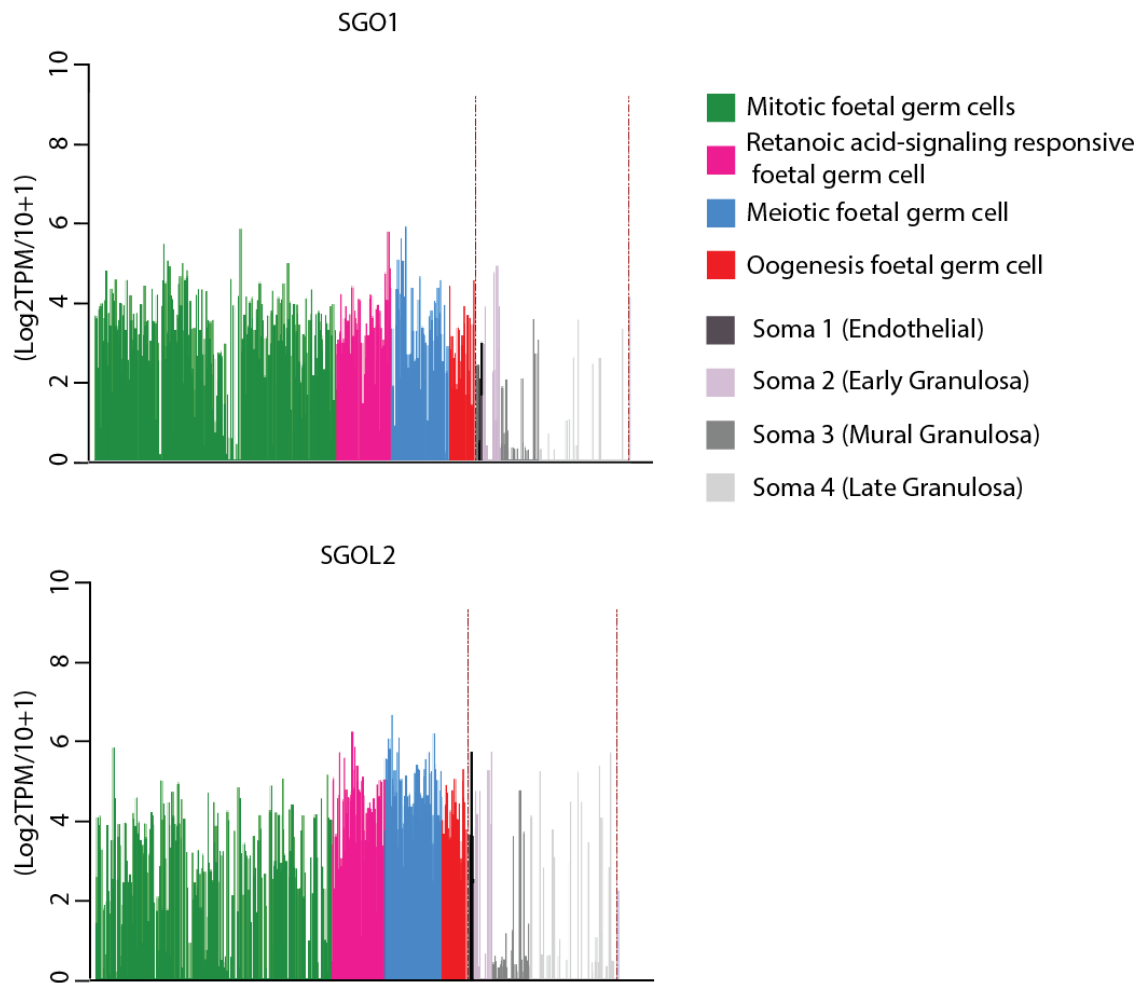 SGO1
10
8
6
4
2
0
(Log2TPM/10+1)
Mitotic foetal germ cells
Retanoic acid-signaling responsive
foetal germ cell
Meiotic foetal germ cell
Oogenesis foetal germ cell
Soma 1 (Endothelial)
Soma 2 (Early Granulosa)
Soma 3 (Mural Granulosa)
Soma 4 (Late Granulosa)
SGOL2
10
8
6
4
2
0
(Log2TPM/10+1)